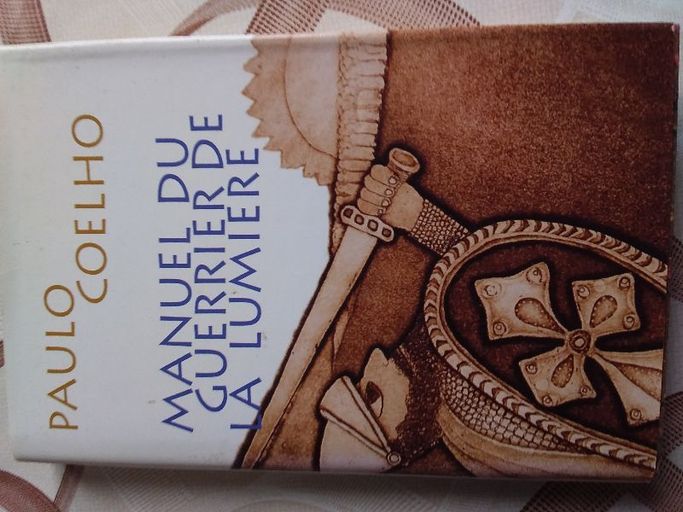 PAULO
COELHO
MANUEL DU
GUERRIER DE
LA LUMIERE